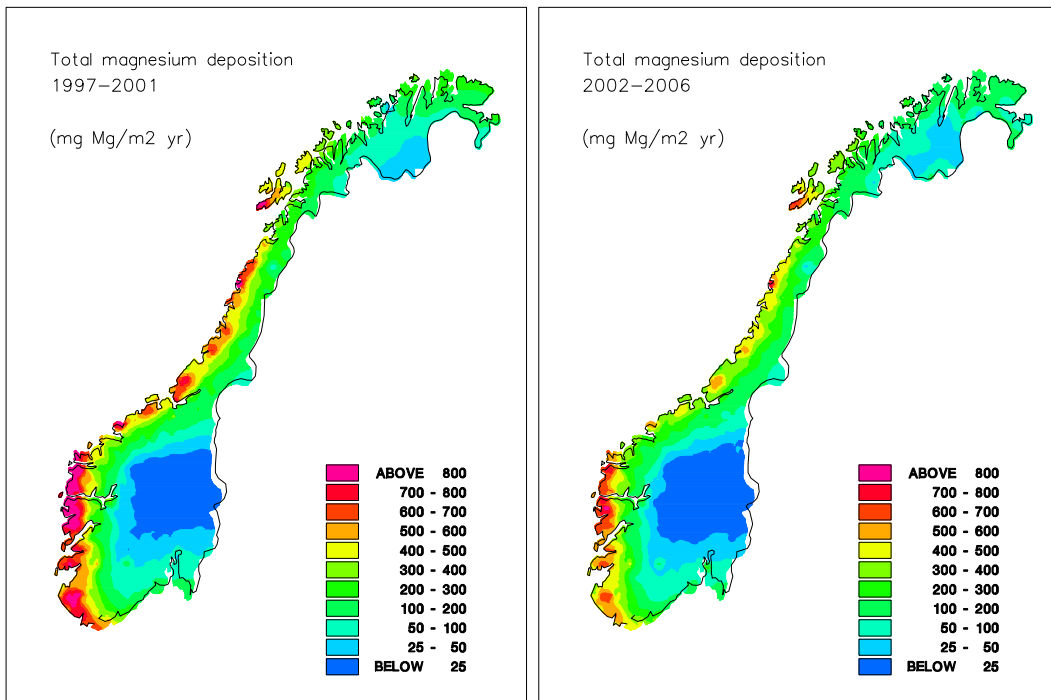 Total magnesium deposition
1997-2001
(mg Mg/m2 yr)
ABOVE 800
700 - 800
600 - 700
500 - 600
400 - 500
300 - 400
200 - 300
100 - 200
50 - 100
25 - 50
BELOW 25
Total magnesium deposition
2002-2006
(mg Mg/m2 yr)
ABOVE 800
700 - 800
600 - 700
500 - 600
400 - 500
300 - 400
200 - 300
100 - 200
50 - 100
25 - 50
BELOW 25